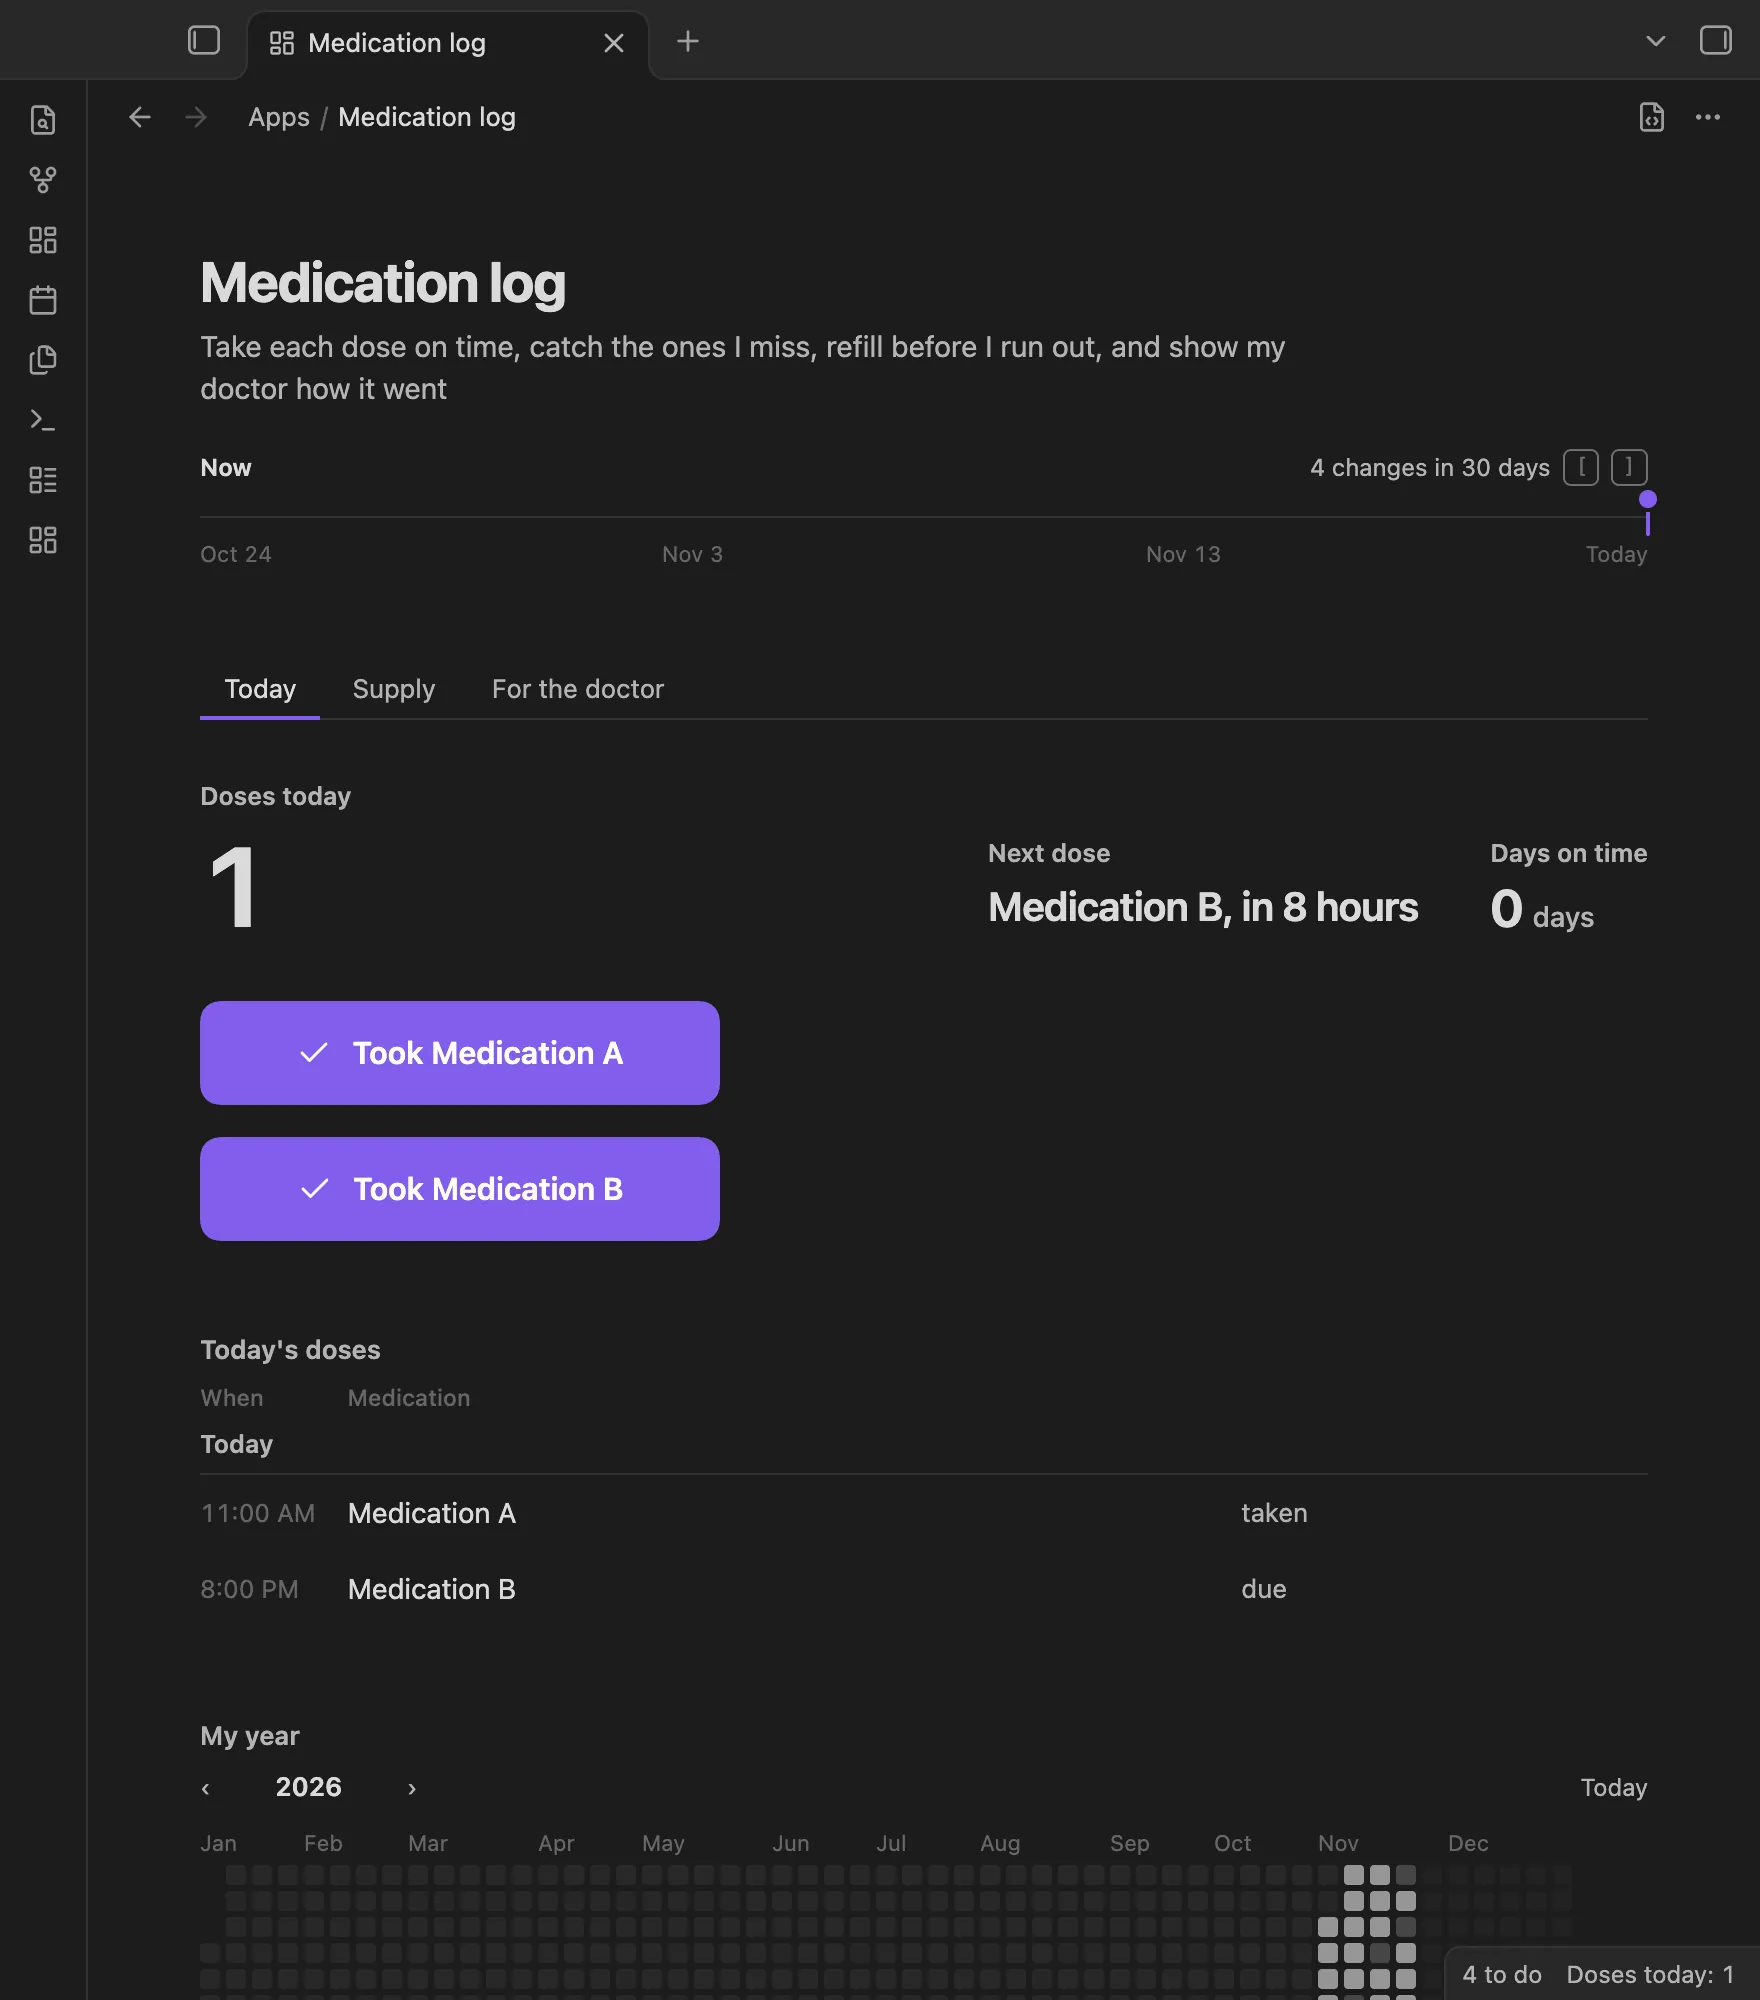 Medication log
Apps / Medication log
Medication log
Take each dose on time, catch the ones I miss, refill before I run out, and show my
doctor how it went
Now
4 changes in 30 days [ ]
Oct 24 Nov 3 Nov 13 Today
Today Supply For the doctor
Doses today
1
Next dose
Medication B, in 8 hours
Days on time
0 days
Took Medication A
Took Medication B
Today's doses
When Medication
Today
11:00 AM Medication A taken
8:00 PM Medication B due
My year
‹ 2026 › Today
Jan Feb Mar Apr May Jun Jul Aug Sep Oct Nov Dec
4 to do Doses today: 1